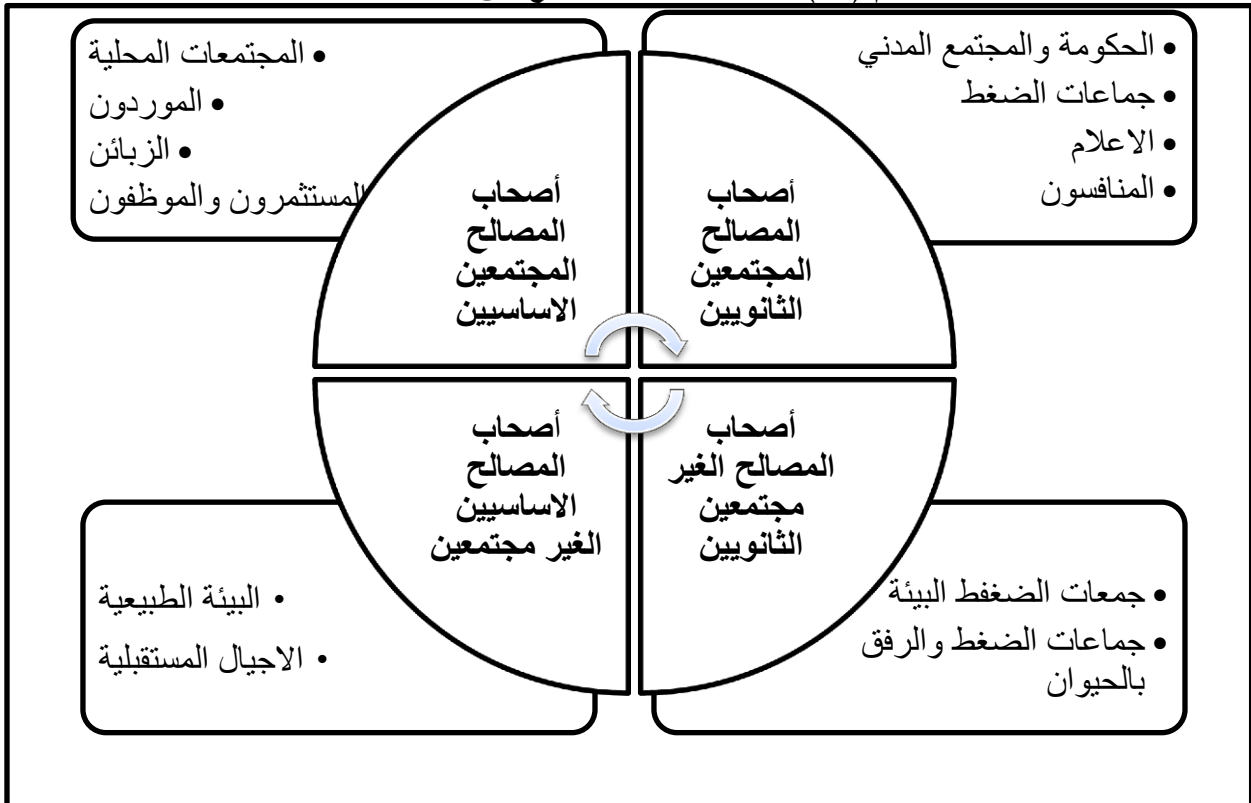 • الحكومة والمجتمع المدني
• جماعات الضغط
• الاعلام
• المنافسون
• المجتمعات المحلية
• الموردون
• الزبائن
المستثمرون والموظفون
أصحاب
المصالح
المجتمعين
الثانويين
أصحاب
المصالح
المجتمعين
الاساسيين
أصحاب
المصالح الغير
مجتمعين
الثانويين
أصحاب
المصالح
الاساسيين
الغير مجتمعين
• جمعات الضغفط البيئة
• جماعات الضغط والرفق
بالحيوان
• البيئة الطبيعية
• الاجيال المستقبلية